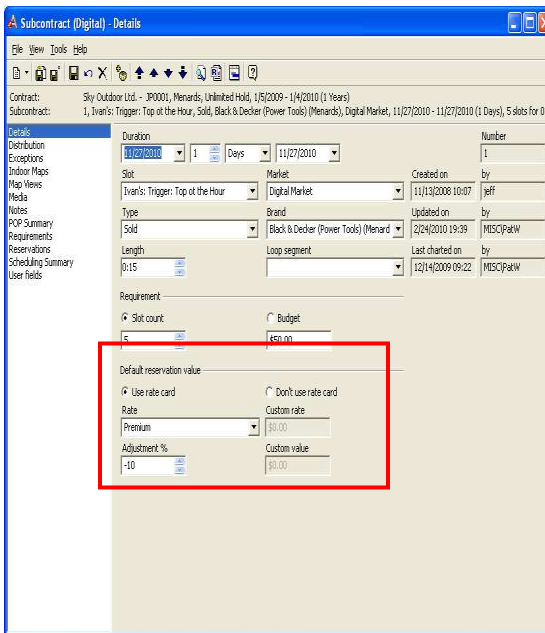 Subcontract (Digital) - Details
File View Tools Help
Contract: Sky Outdoor Ltd. - JP0001, Menards, Unlimited Hold, 1/5/2009 - 1/4/2010 (1 Years)
Subcontract: 1, Ivan's: Trigger: Top ot the Hour, Sold, Black & Decker (Power Tools) (Menards), Digital Market, 11/27/2010 - 11/27/2010 (1 Days), 5 slots for 0
Details
Distribution
Exceptions
Indoor Maps
Map Views
Media
Notes
POP Summary
Requirements
Reservations
Scheduling Summary
User fields
Duration Number
11/27/2010 1 Days 11/27/2010 1
Slot Market Created on by
Ivan's: Trigger: Top ot the Hour Digital Market 11/13/2008 10:07 jeff
Type Brand Updated on by
Sold Black & Decker (Power Tools) (Menard 2/24/2010 19:39 MISC\PatW
Length Loop segment Last charted on by
0:15 12/14/2009 09:22 MISC\PatW
Requirement
Slot count Budget
5 $50.00
Default reservation value
Use rate card Don't use rate card
Rate Custom rate
Premium $0.00
Adjustment % Custom value
-10 $0.00